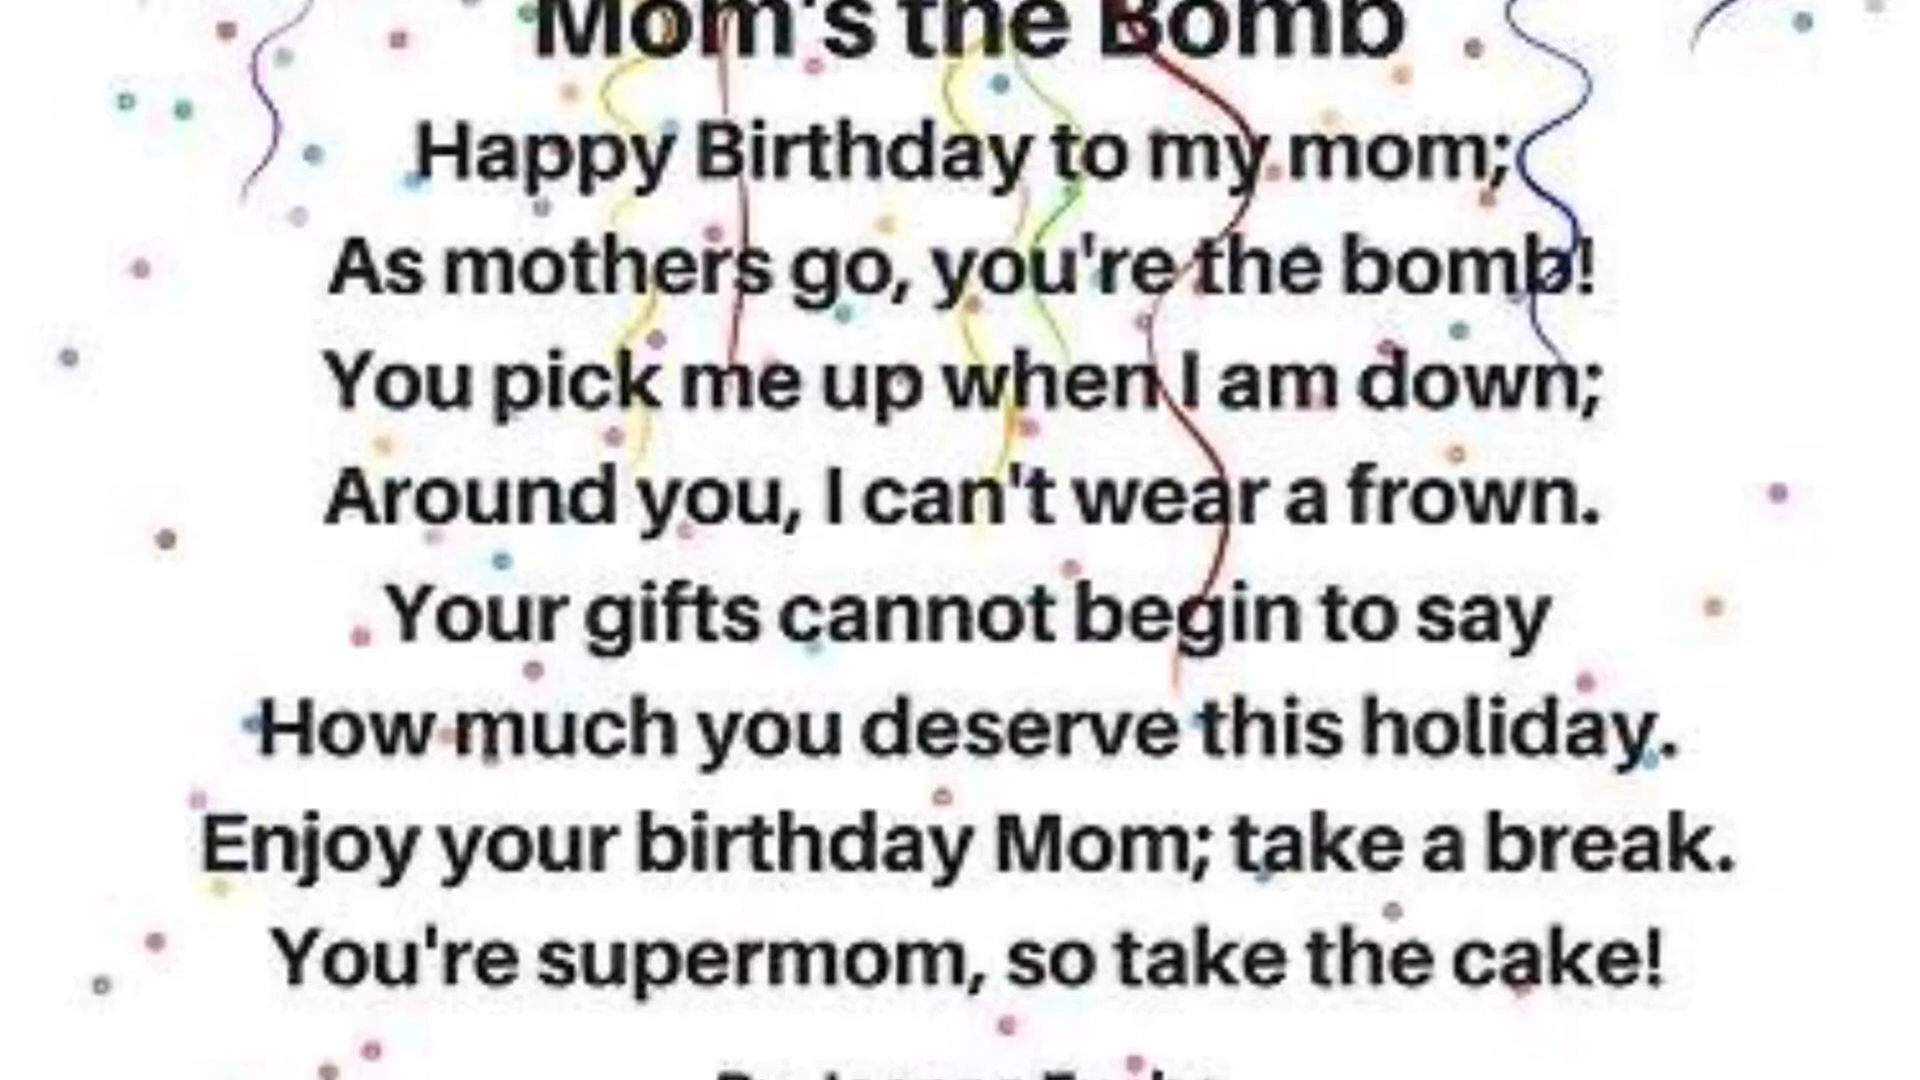 Mom's the Bomb
Happy Birthday to my mom;
As mothers go, you're the bomb!
You pick me up when I am down;
Around you, I can't wear a frown.
Your gifts cannot begin to say
How much you deserve this holiday.
Enjoy your birthday Mom; take a break.
You're supermom, so take the cake!
By